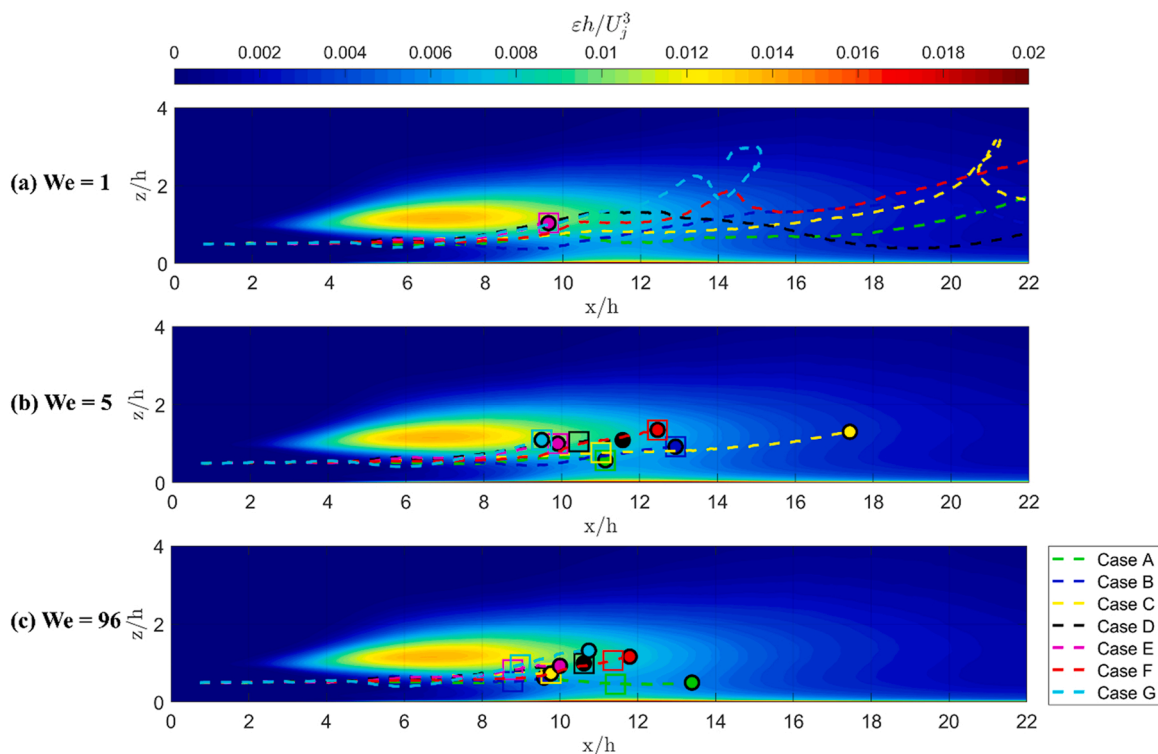 εh/U_j^3
0 0.002 0.004 0.006 0.008 0.01 0.012 0.014 0.016 0.018 0.02
(a) We = 1
z/h
4
2
0
0 2 4 6 8 10 12 14 16 18 20 22
x/h
(b) We = 5
z/h
4
2
0
0 2 4 6 8 10 12 14 16 18 20 22
x/h
(c) We = 96
z/h
4
2
0
0 2 4 6 8 10 12 14 16 18 20 22
x/h
Case A
Case B
Case C
Case D
Case E
Case F
Case G